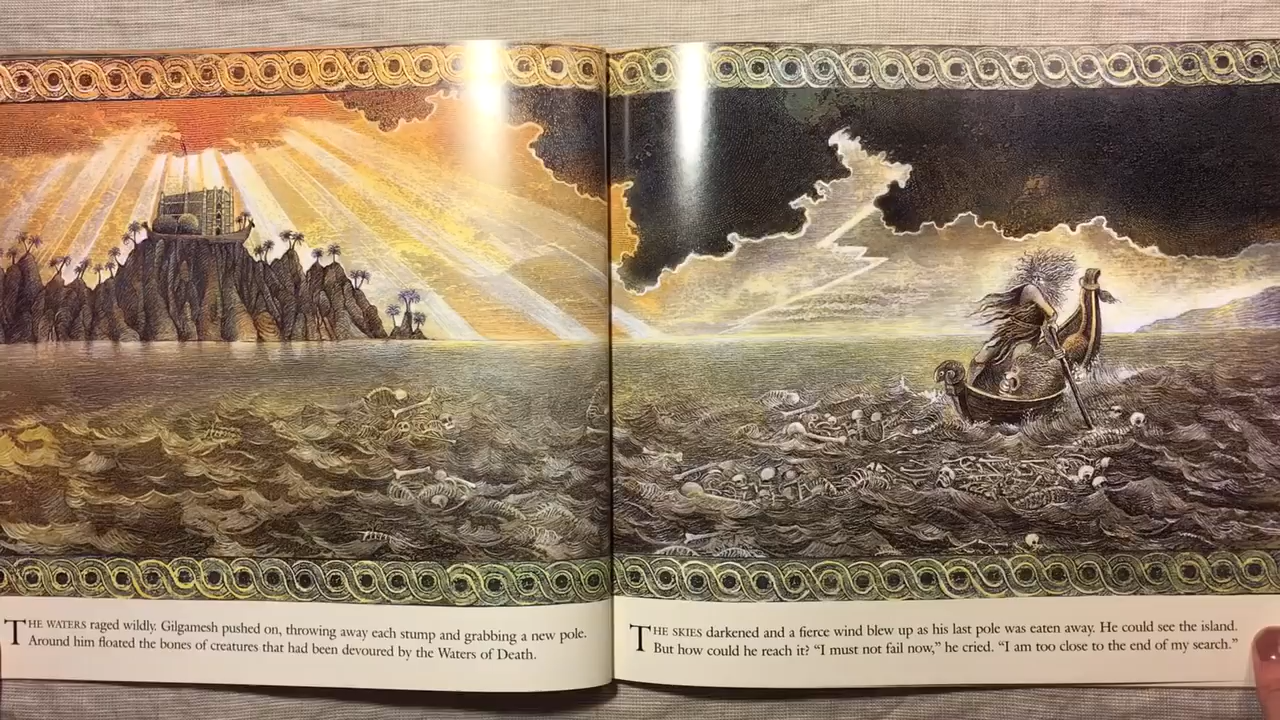 THE WATERS raged wildly. Gilgamesh pushed on, throwing away each stump and grabbing a new pole.
Around him floated the bones of creatures that had been devoured by the Waters of Death.
THE SKIES darkened and a fierce wind blew up as his last pole was eaten away. He could see the island.
But how could he reach it? “I must not fail now,” he cried. “I am too close to the end of my search.”